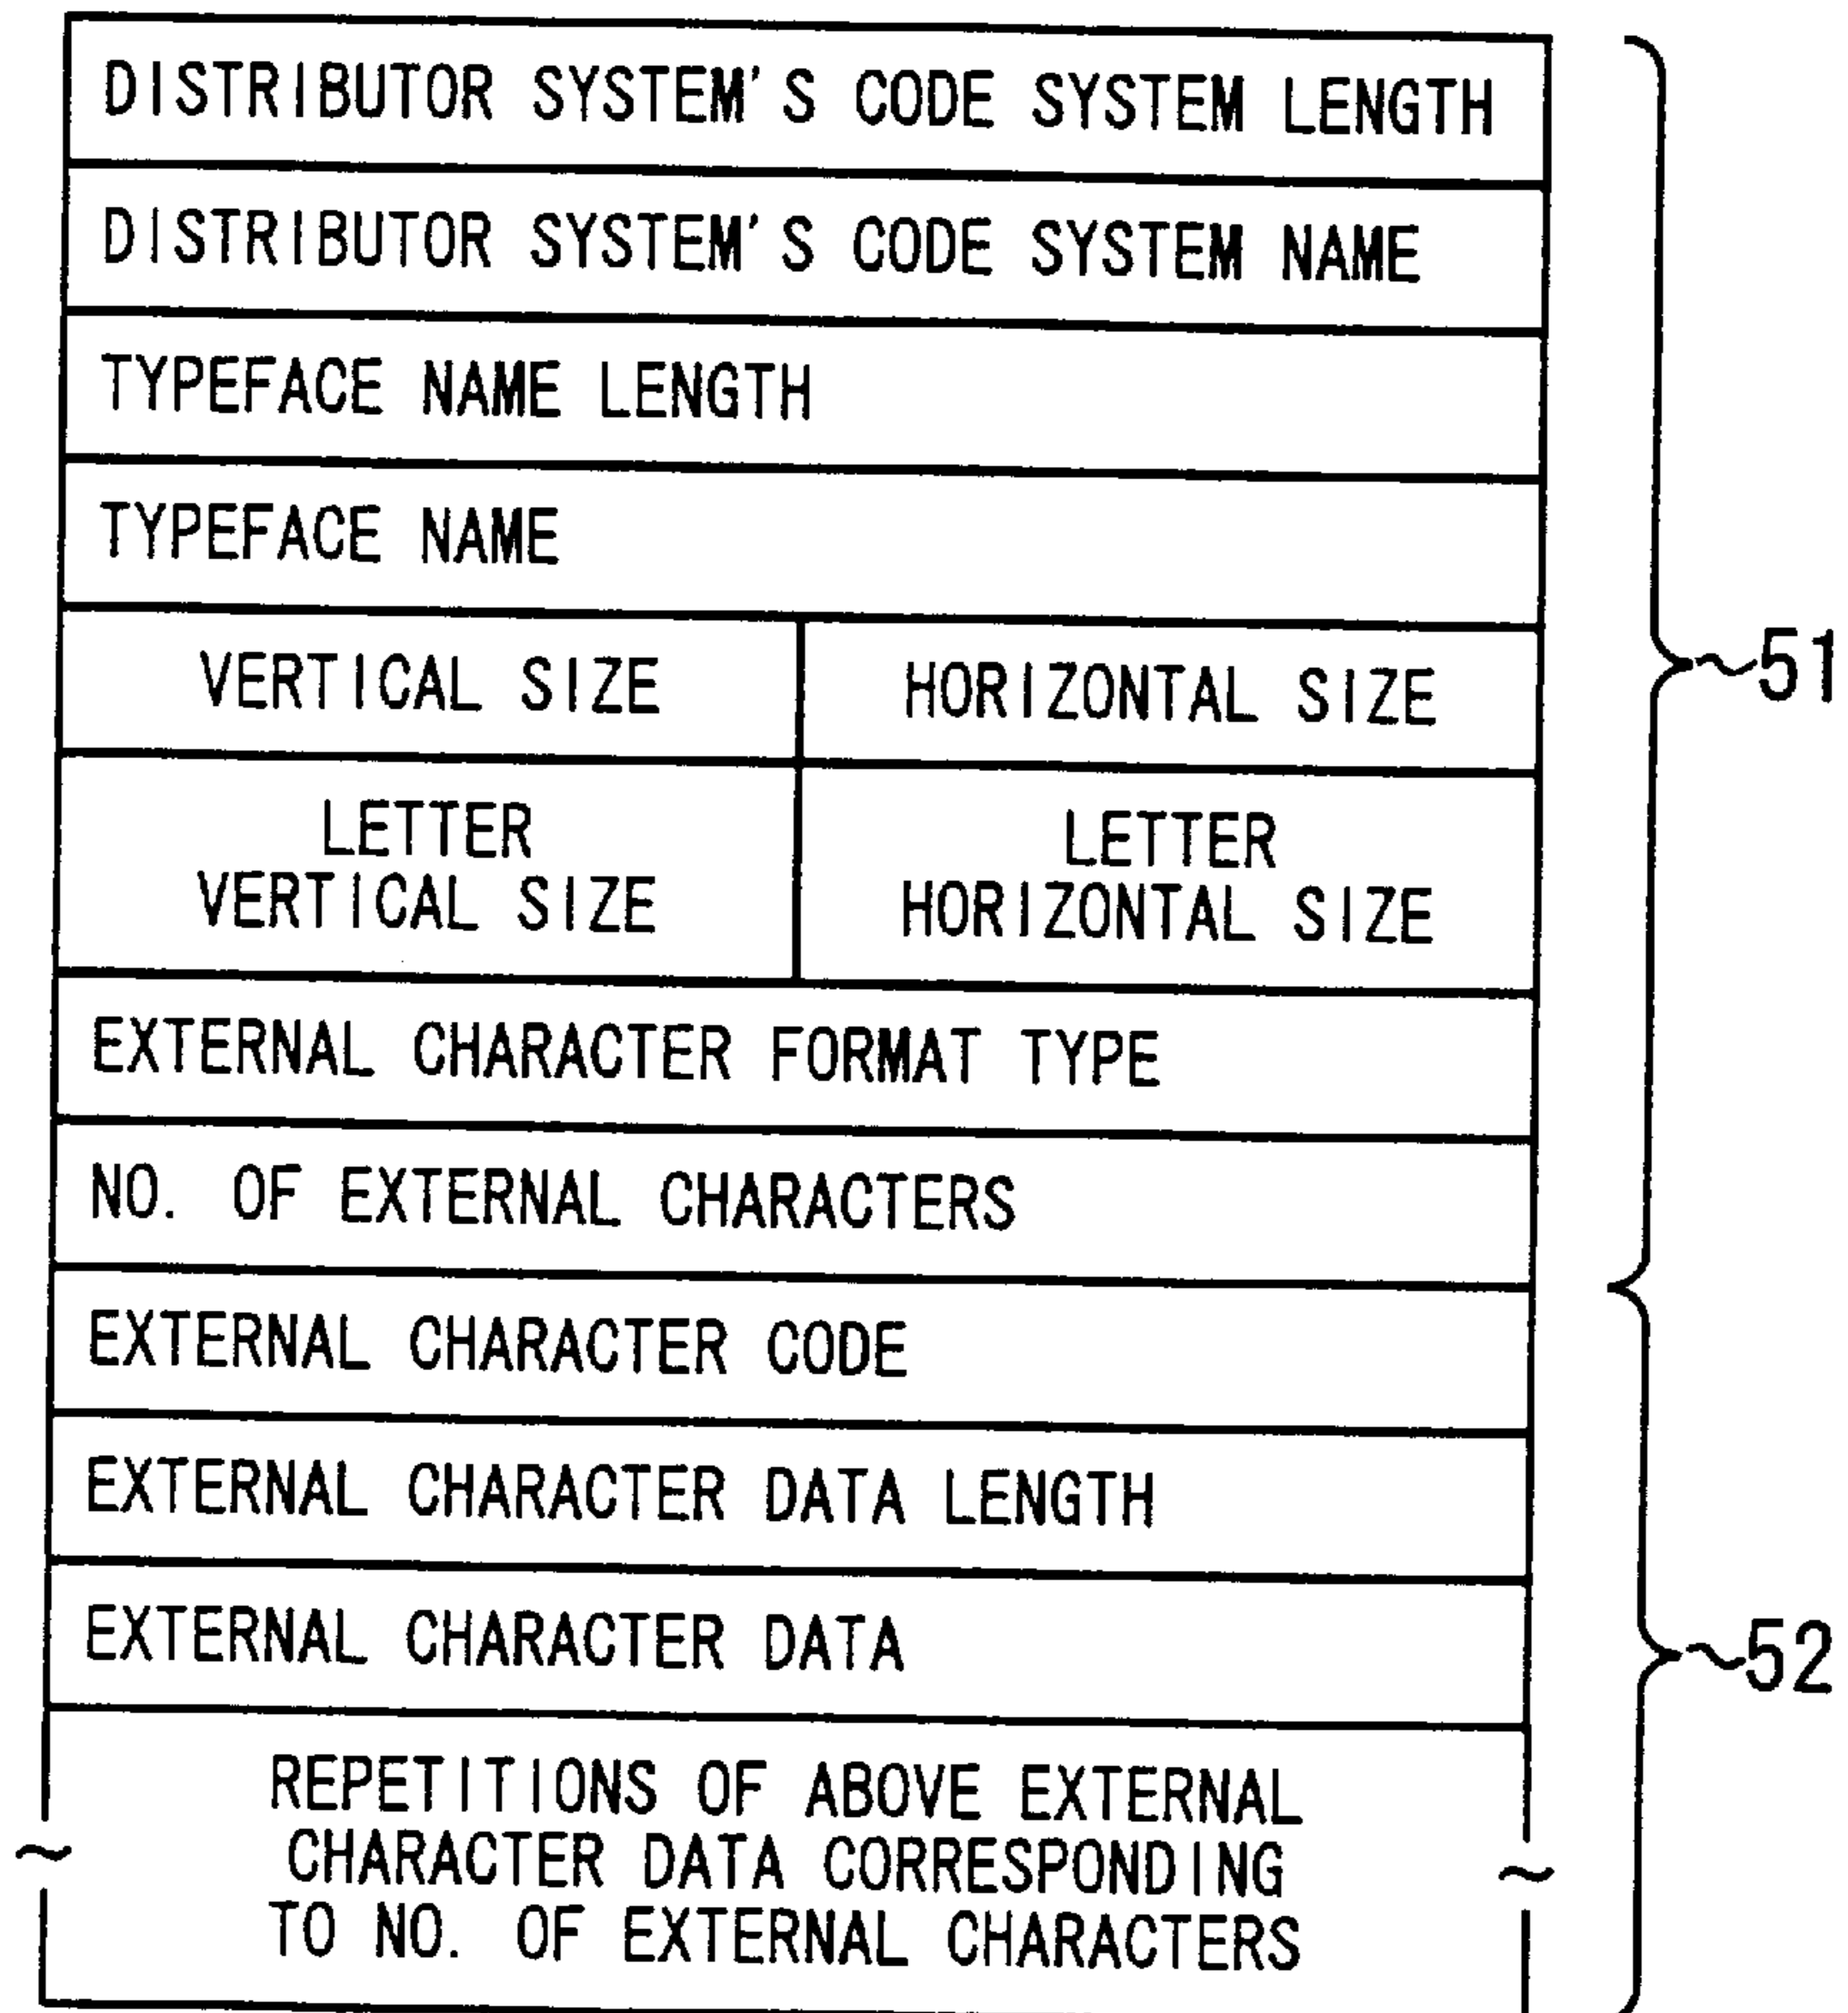 DISTRIBUTOR SYSTEM'S CODE SYSTEM LENGTH
DISTRIBUTOR SYSTEM'S CODE SYSTEM NAME
TYPEFACE NAME LENGTH
TYPEFACE NAME
VERTICAL SIZE
HORIZONTAL SIZE
51
LETTER
VERTICAL SIZE
LETTER
HORIZONTAL SIZE
EXTERNAL CHARACTER FORMAT TYPE
NO. OF EXTERNAL CHARACTERS
EXTERNAL CHARACTER CODE
EXTERNAL CHARACTER DATA LENGTH
EXTERNAL CHARACTER DATA
52
REPETITIONS OF ABOVE EXTERNAL
CHARACTER DATA CORRESPONDING
TO NO. OF EXTERNAL CHARACTERS